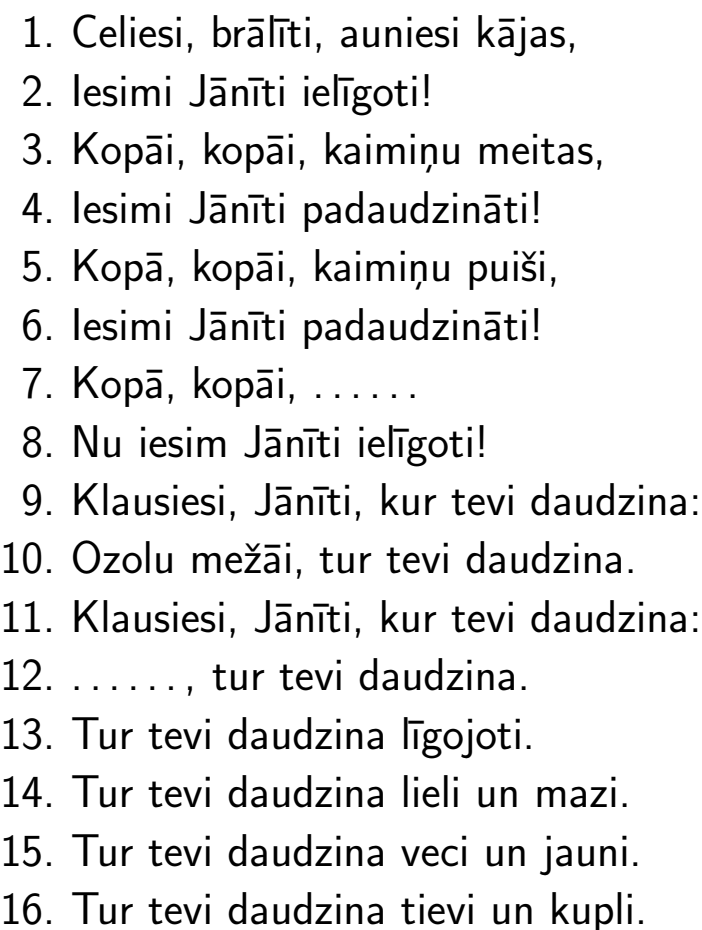 1. Celiesi, brālīti, auniesi kājas,
2. Iesimi Jānīti ielīgoti!
3. Kopāi, kopāi, kaimiņu meitas,
4. Iesimi Jānīti padaudzināti!
5. Kopā, kopāi, kaimiņu puiši,
6. Iesimi Jānīti padaudzināti!
7. Kopā, kopāi, ......
8. Nu iesim Jānīti ielīgoti!
9. Klausiesi, Jānīti, kur tevi daudzina:
10. Ozolu mežāi, tur tevi daudzina.
11. Klausiesi, Jānīti, kur tevi daudzina:
12. ......, tur tevi daudzina.
13. Tur tevi daudzina līgojoti.
14. Tur tevi daudzina lieli un mazi.
15. Tur tevi daudzina veci un jauni.
16. Tur tevi daudzina tievi un kupli.